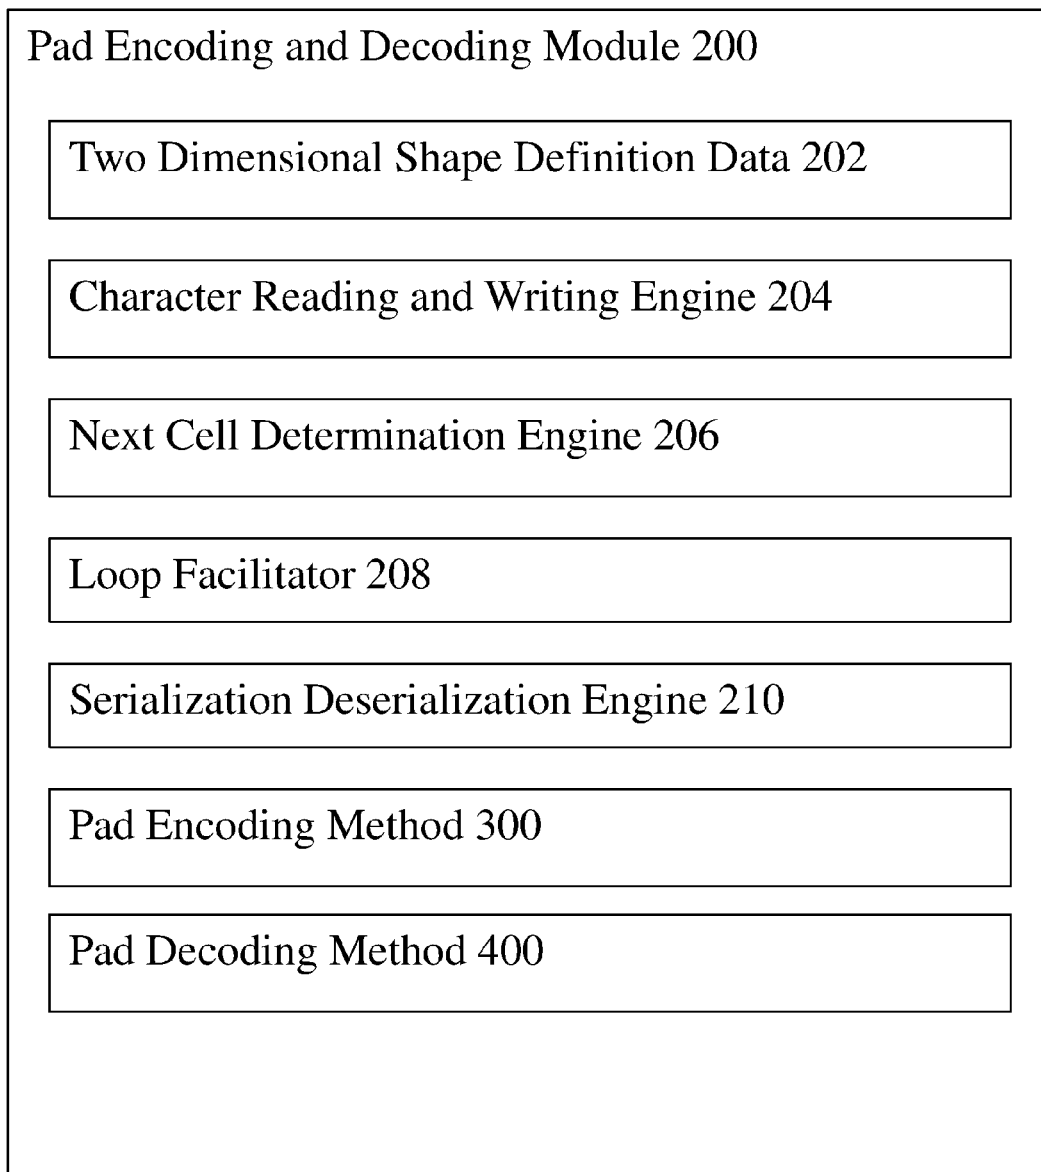 Pad Encoding and Decoding Module 200
Two Dimensional Shape Definition Data 202
Character Reading and Writing Engine 204
Next Cell Determination Engine 206
Loop Facilitator 208
Serialization Deserialization Engine 210
Pad Encoding Method 300
Pad Decoding Method 400